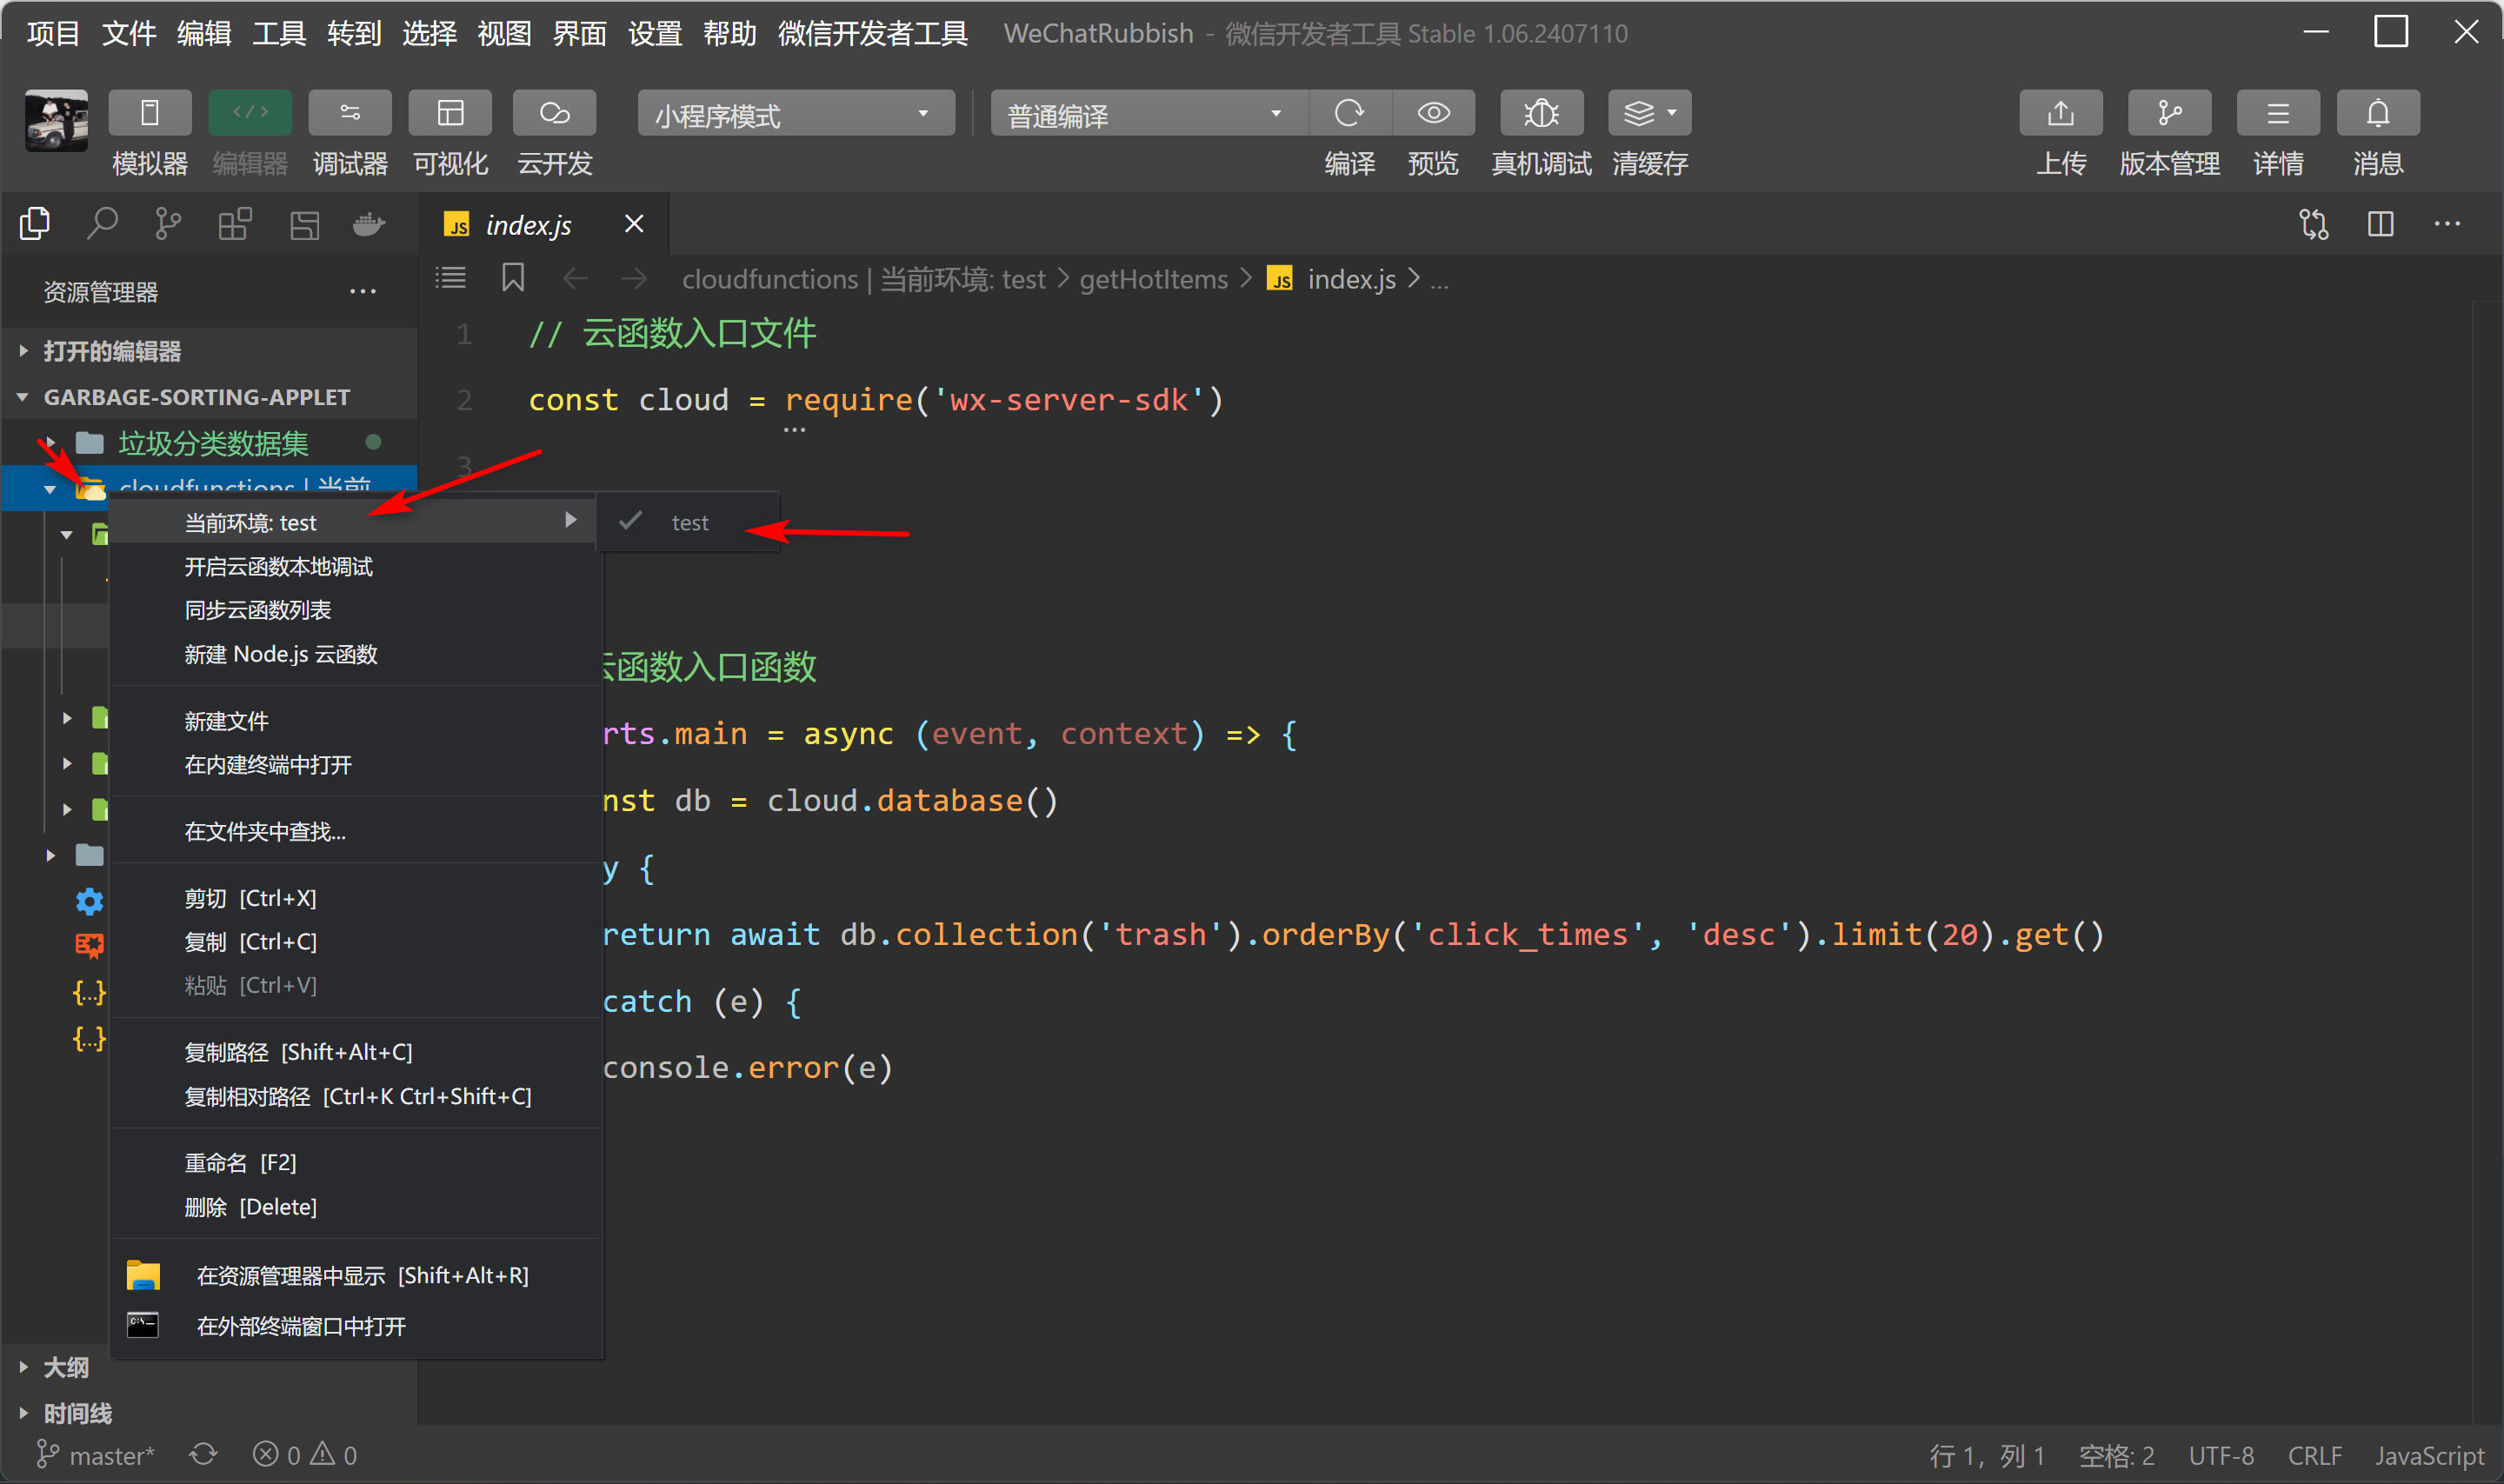 项目 文件 编辑 工具 转到 选择 视图 界面 设置 帮助 微信开发者工具 WeChatRubbish - 微信开发者工具 Stable 1.06.2407110
小程序模式 普通编译
模拟器 编辑器 调试器 可视化 云开发 编译 预览 真机调试 清缓存 上传 版本管理 详情 消息
JS index.js
资源管理器 ···
cloudfunctions | 当前环境: test > getHotItems > JS index.js > ...
打开的编辑器
GARBAGE-SORTING-APPLET
垃圾分类数据集
cloudfunctions | 当前
1 // 云函数入口文件
2 const cloud = require('wx-server-sdk')
3
当前环境: test
test
开启云函数本地调试
同步云函数列表
新建 Node.js 云函数
新建文件
在内建终端中打开
在文件夹中查找...
剪切 [Ctrl+X]
复制 [Ctrl+C]
粘贴 [Ctrl+V]
复制路径 [Shift+Alt+C]
复制相对路径 [Ctrl+K Ctrl+Shift+C]
重命名 [F2]
删除 [Delete]
在资源管理器中显示 [Shift+Alt+R]
在外部终端窗口中打开
云函数入口函数
rts.main = async (event, context) => {
nst db = cloud.database()
y {
return await db.collection('trash').orderBy('click_times', 'desc').limit(20).get()
catch (e) {
console.error(e)
{...}
{...}
大纲
时间线
master* 0 0 行 1，列 1 空格: 2 UTF-8 CRLF JavaScript